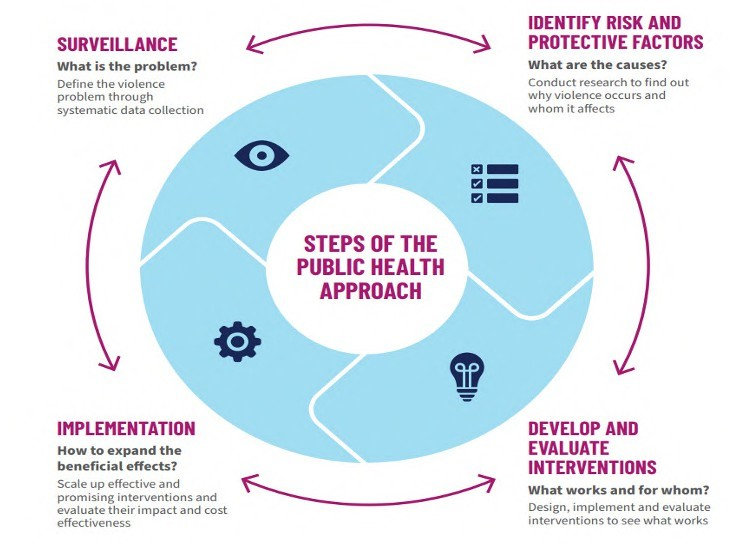 SURVEILLANCE
What is the problem?
Define the violence
problem through
systematic data collection
IDENTIFY RISK AND
PROTECTIVE FACTORS
What are the causes?
Conduct research to find out
why violence occurs and
whom it affects
STEPS OF THE
PUBLIC HEALTH
APPROACH
IMPLEMENTATION
How to expand the
beneficial effects?
Scale up effective and
promising interventions and
evaluate their impact and cost
effectiveness
DEVELOP AND
EVALUATE
INTERVENTIONS
What works and for whom?
Design, implement and evaluate
interventions to see what works